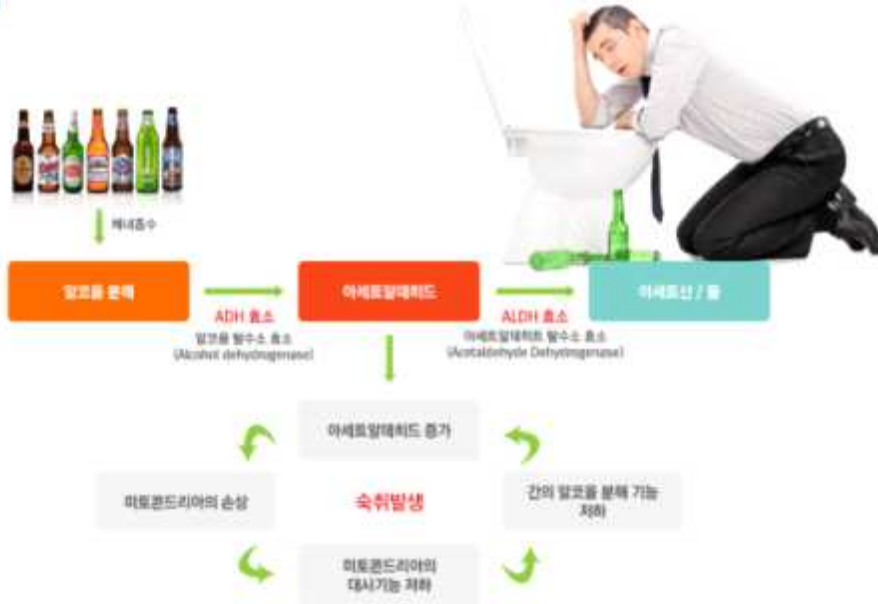 체내흡수
알코올 분해
아세트알데히드
아세트산 / 물
ADH 효소
알코올 탈수소 효소
(Alcohol dehydrogenase)
ALDH 효소
아세트알데히드 탈수소 효소
(Acetaldehyde Dehydrogenase)
아세트알데히드 증가
미토콘드리아의 손상
숙취발생
간의 알코올 분해 기능
저하
미토콘드리아의
대사기능 저하